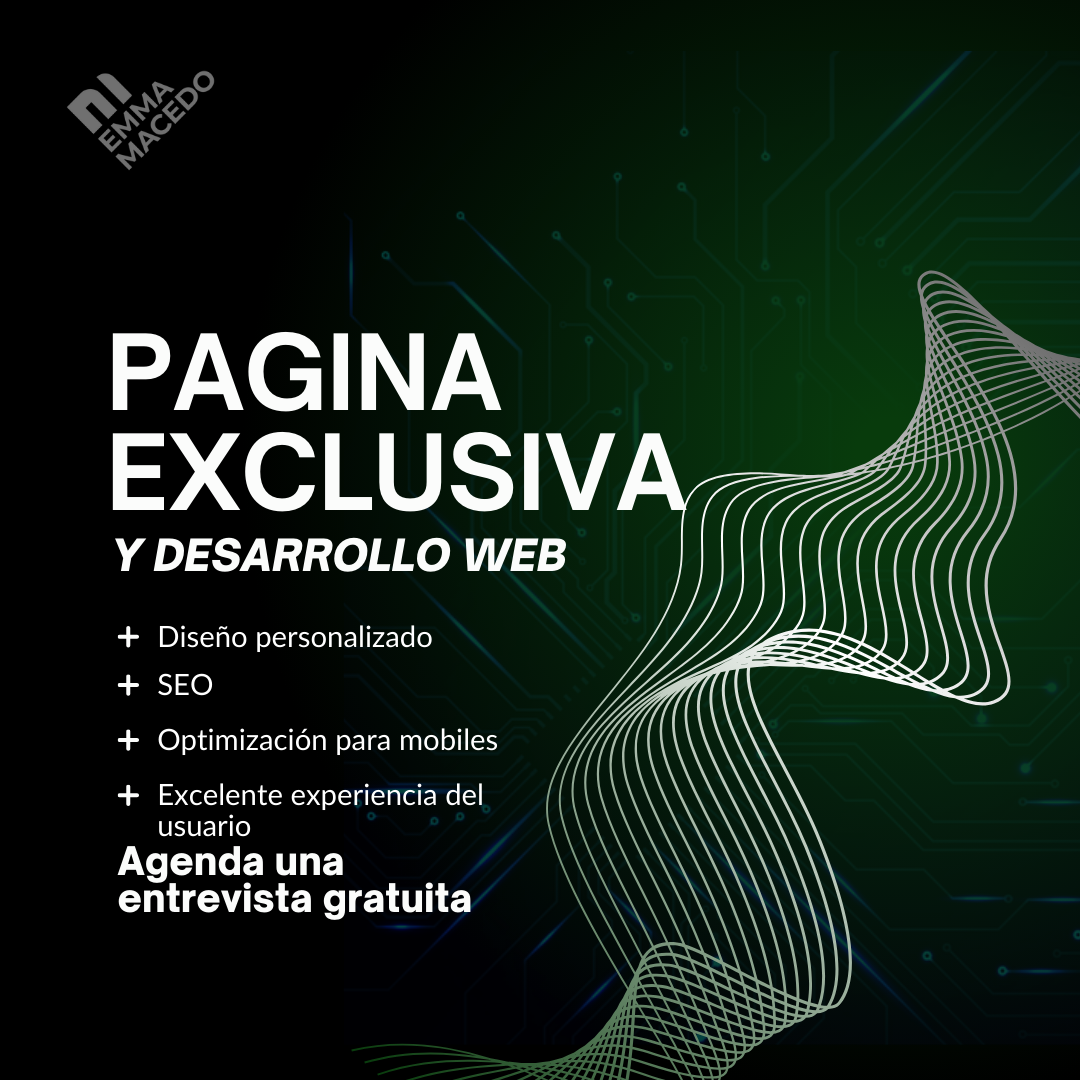 EMMA
MACEDO
PAGINA
EXCLUSIVA
Y DESARROLLO WEB
+ Diseño personalizado
+ SEO
+ Optimización para mobiles
+ Excelente experiencia del
usuario
Agenda una
entrevista gratuita